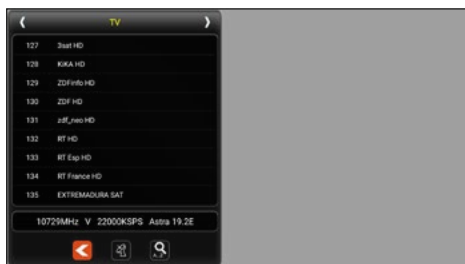 TV
127 3sat HD
128 KiKA HD
129 ZDFinfo HD
130 ZDF HD
131 zdf_neo HD
132 RT HD
133 RT Esp HD
134 RT France HD
135 EXTREMADURA SAT
10729MHz V 22000KSPS Astra 19.2E